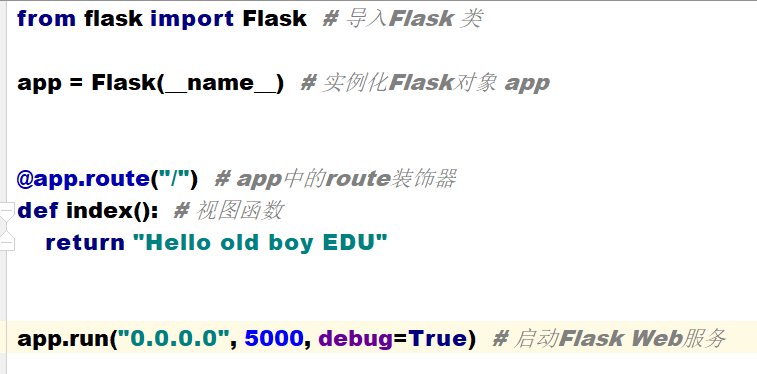 from flask import Flask  # 导入Flask 类
app = Flask(__name__)  # 实例化Flask对象 app
@app.route("/")  # app中的route装饰器
def index():  # 视图函数
    return "Hello old boy EDU"
app.run("0.0.0.0", 5000, debug=True)  # 启动Flask Web服务